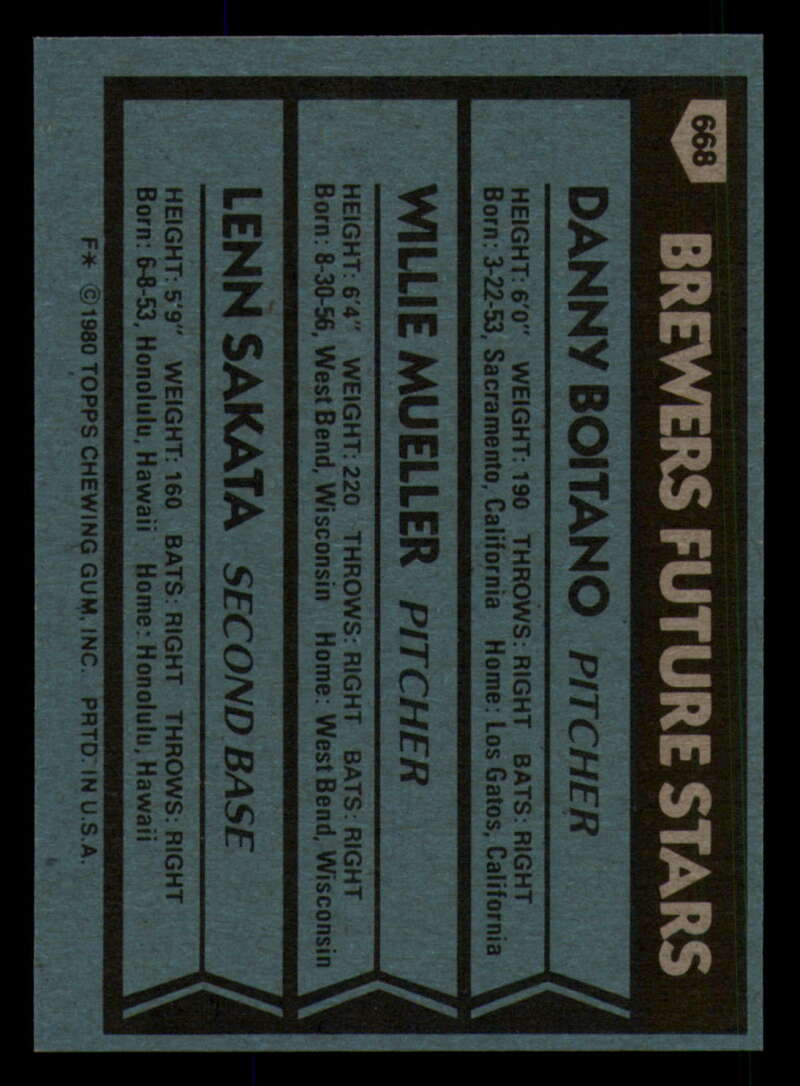 668
BREWERS FUTURE STARS
DANNY BOITANO PITCHER
HEIGHT: 6'0" WEIGHT: 190 THROWS: RIGHT BATS: RIGHT
Born: 3-22-53, Sacramento, California Home: Los Gatos, California
WILLIE MUELLER PITCHER
HEIGHT: 6'4" WEIGHT: 220 THROWS: RIGHT BATS: RIGHT
Born: 8-30-56, West Bend, Wisconsin Home: West Bend, Wisconsin
LENN SAKATA SECOND BASE
HEIGHT: 5'9" WEIGHT: 160 BATS: RIGHT THROWS: RIGHT
Born: 6-8-53, Honolulu, Hawaii Home: Honolulu, Hawaii
F* ©1980 TOPPS CHEWING GUM, INC. PRTD. IN U.S.A.